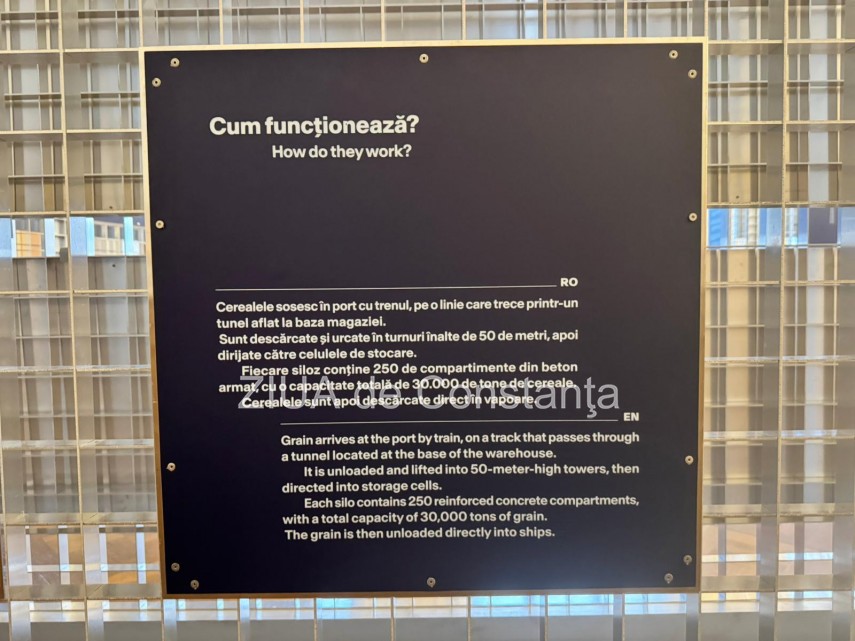 Cum funcționează?
How do they work?
RO
Cerealele sosesc în port cu trenul, pe o linie care trece printr-un
tunel aflat la baza magaziei.
Sunt descărcate și urcate în turnuri înalte de 50 de metri, apoi
dirijate către celulele de stocare.
Fiecare siloz conține 250 de compartimente din beton
armat, cu o capacitate totală de 30.000 de tone de cereale.
ZIUA de Constanţa
Cerealele sunt apoi descărcate direct în vapoare.
EN
Grain arrives at the port by train, on a track that passes through
a tunnel located at the base of the warehouse.
It is unloaded and lifted into 50-meter-high towers, then
directed into storage cells.
Each silo contains 250 reinforced concrete compartments,
with a total capacity of 30,000 tons of grain.
The grain is then unloaded directly into ships.